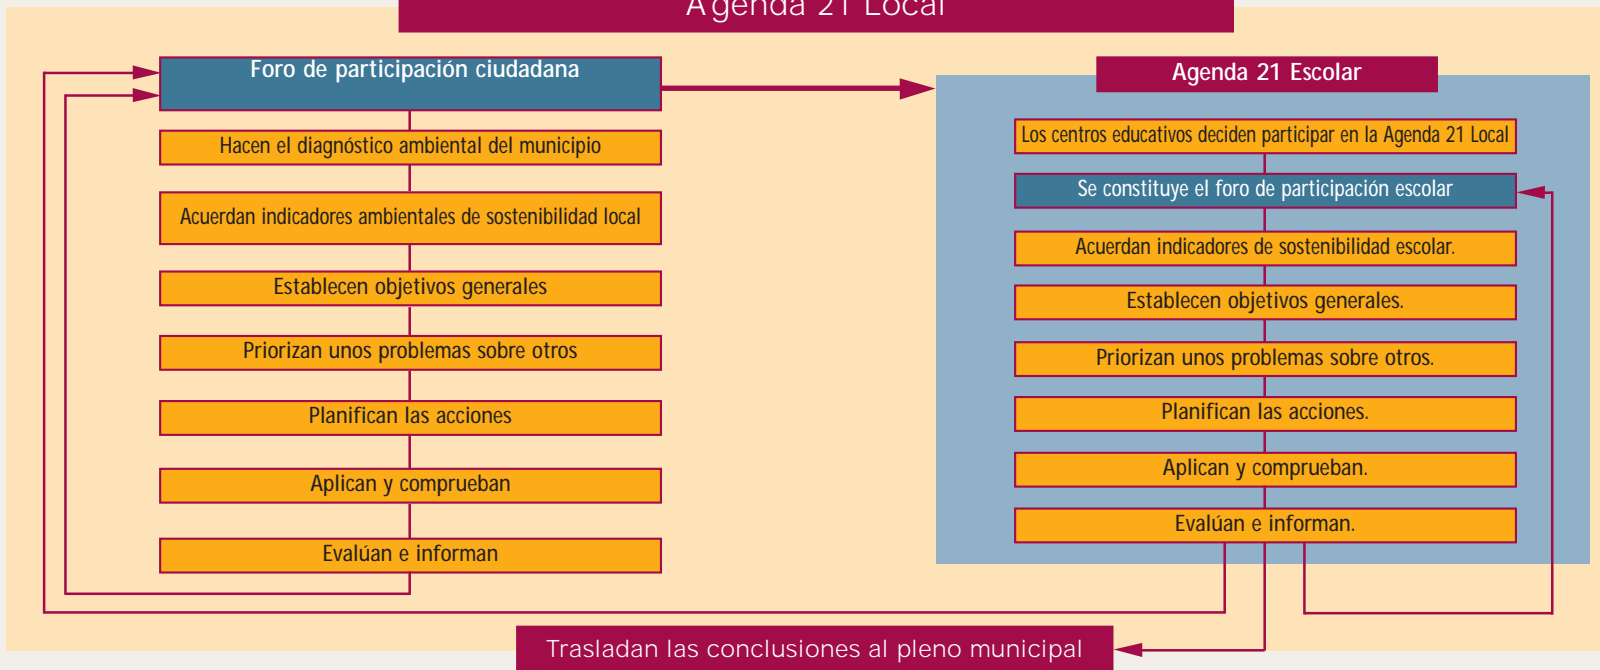 Agenda 21 Local
Foro de participación ciudadana
Hacen el diagnóstico ambiental del municipio
Acuerdan indicadores ambientales de sostenibilidad local
Establecen objetivos generales
Priorizan unos problemas sobre otros
Planifican las acciones
Aplican y comprueban
Evalúan e informan
Agenda 21 Escolar
Los centros educativos deciden participar en la Agenda 21 Local
Se constituye el foro de participación escolar
Acuerdan indicadores de sostenibilidad escolar.
Establecen objetivos generales.
Priorizan unos problemas sobre otros.
Planifican las acciones.
Aplican y comprueban.
Evalúan e informan.
Trasladan las conclusiones al pleno municipal